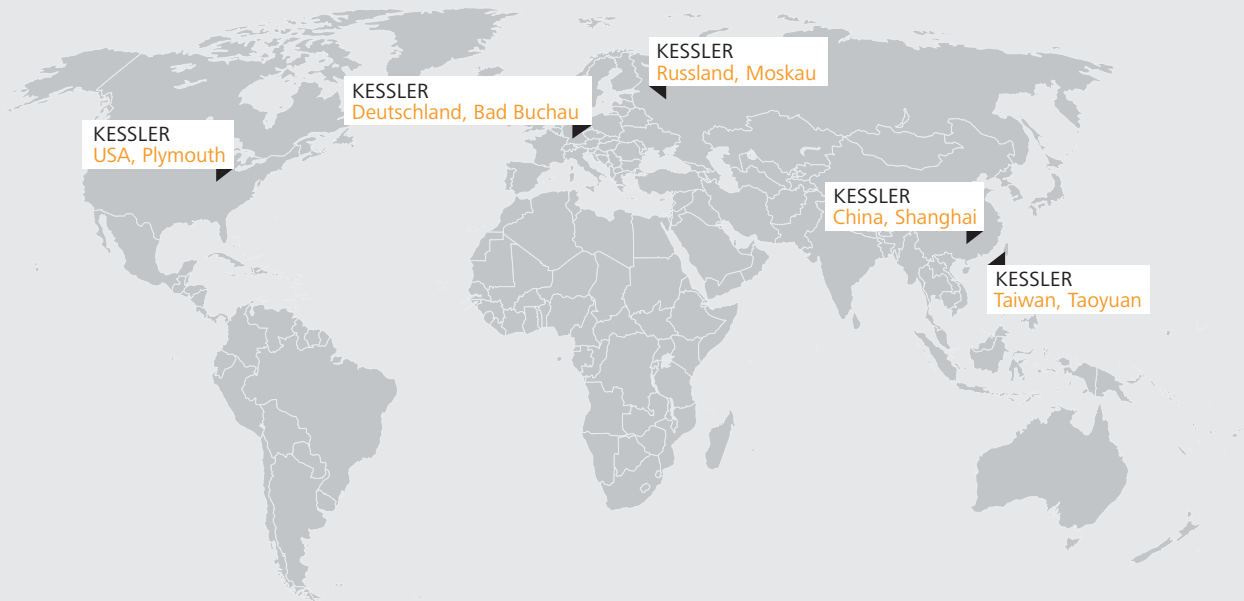 KESSLER
Russland, Moskau
KESSLER
Deutschland, Bad Buchau
KESSLER
USA, Plymouth
KESSLER
China, Shanghai
KESSLER
Taiwan, Taoyuan